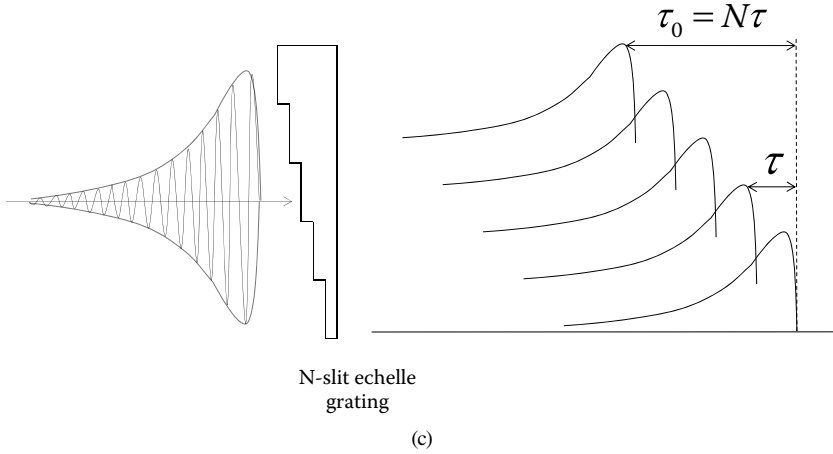 τ₀ = Nτ
τ
N-slit echelle
grating
(c)